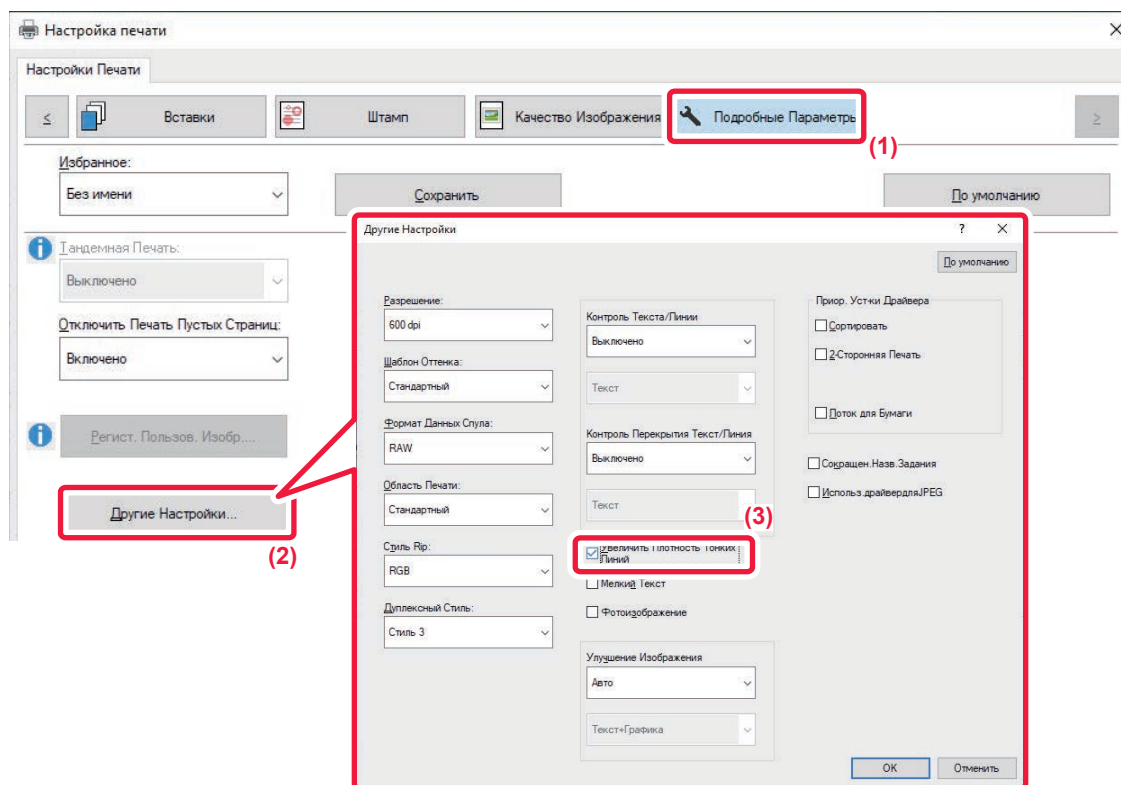 Настройка печати
Настройки Печати
<
Вставки
Штамп
Качество Изображения
Подробные Параметры
>
(1)
Избранное:
Без имени
Сохранить
По умолчанию
Тандемная Печать:
Выключено
Отключить Печать Пустых Страниц:
Включено
Регист. Пользов. Изобр....
Другие Настройки...
(2)
Другие Настройки
?
По умолчанию
Разрешение:
600 dpi
Шаблон Оттенка:
Стандартный
Формат Данных Спула:
RAW
Область Печати:
Стандартный
Стиль Rip:
RGB
Дуплексный Стиль:
Стиль 3
Контроль Текста/Линии
Выключено
Текст
Контроль Перекрытия Текст/Линия
Выключено
Текст
(3)
Увеличить Плотность Тонких
Линий
Мелкий Текст
Фотоизображение
Улучшение Изображения
Авто
Текст+Графика
Приор. Уст-ки Драйвера
Сортировать
2-Сторонняя Печать
Лоток для Бумаги
Сокращен.Назв.Задания
Использ.драйвердляJPEG
OK
Отменить